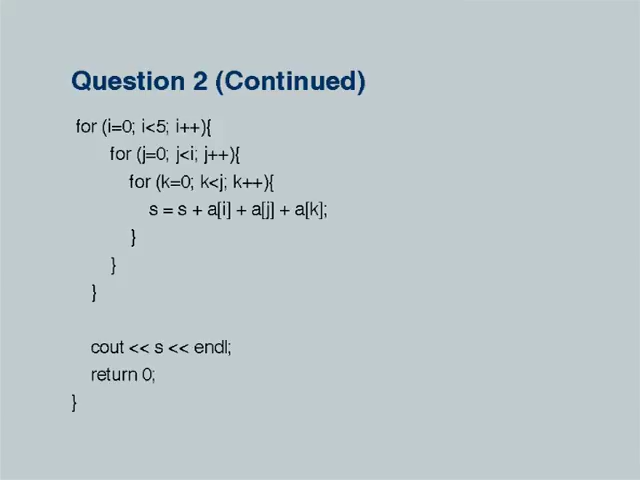 Question 2 (Continued)
for (i=0; i<5; i++){
for (j=0; j<i; j++){
for (k=0; k<j; k++){
s = s + a[i] + a[j] + a[k];
}
}
}
cout << s << endl;
return 0;
}